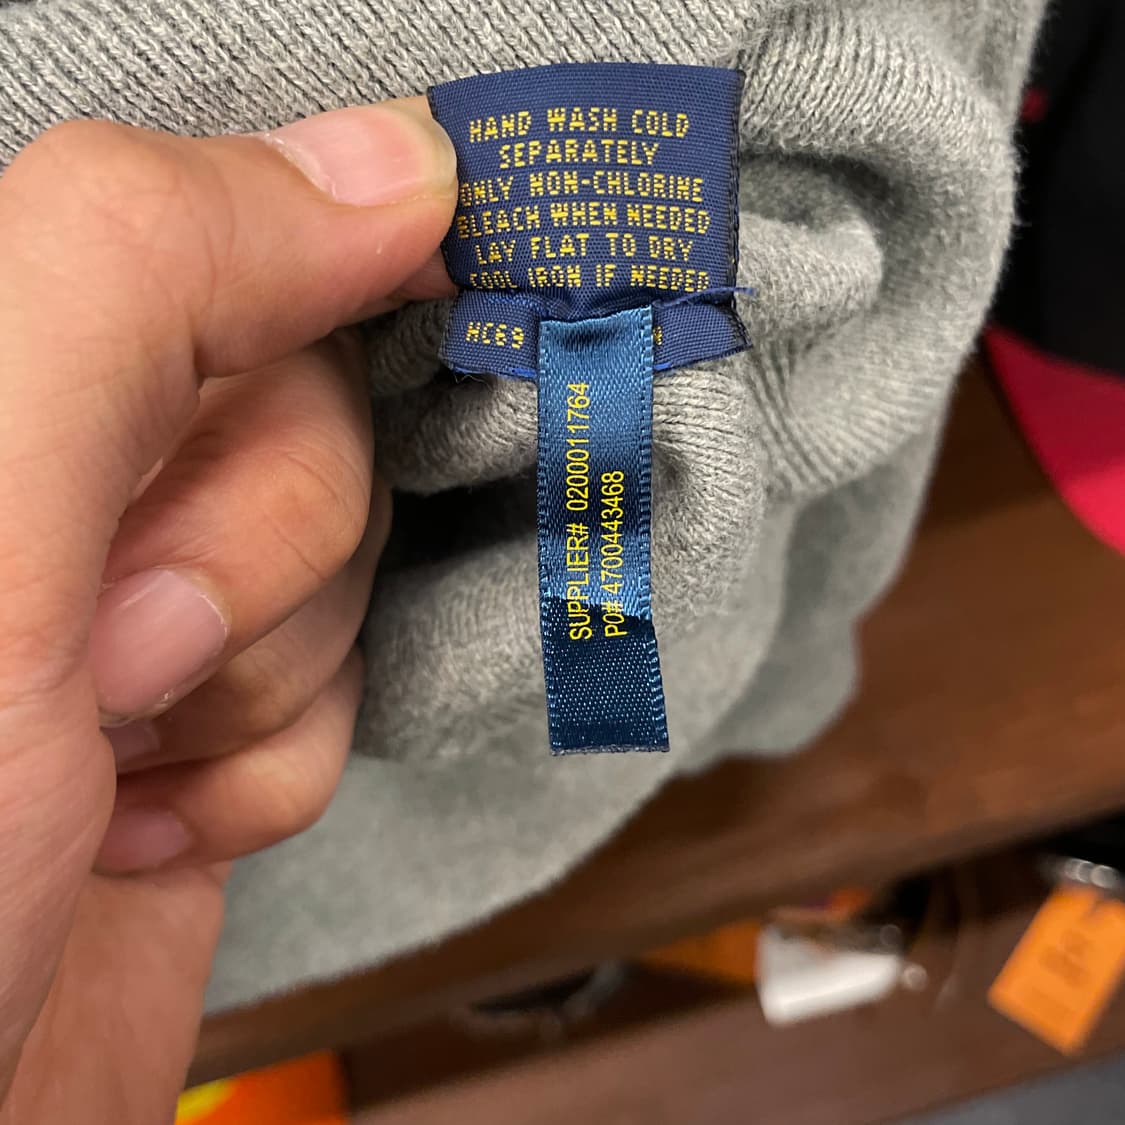 HAND WASH COLD
SEPARATELY
ONLY NON-CHLORINE
BLEACH WHEN NEEDED
LAY FLAT TO DRY
COOL IRON IF NEEDED
HC69
SUPPLIER# 0200011764
PO# 4700443468